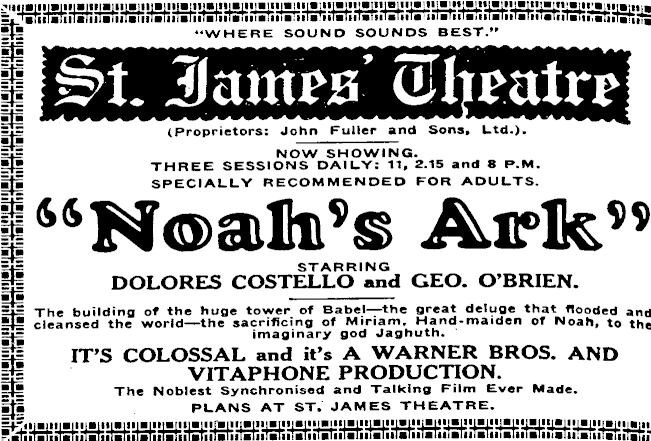 "WHERE SOUND SOUNDS BEST."
St. James' Theatre
(Proprietors: John Fuller and Sons, Ltd.).
NOW SHOWING.
THREE SESSIONS DAILY: 11, 2.15 and 8 P.M.
SPECIALLY RECOMMENDED FOR ADULTS.
"Noah's Ark"
STARRING
DOLORES COSTELLO and GEO. O'BRIEN.
The building of the huge tower of Babel—the great deluge that flooded and
cleansed the world—the sacrificing of Miriam, Hand-maiden of Noah, to the
imaginary god Jaghuth.
IT'S COLOSSAL and it's A WARNER BROS. AND
VITAPHONE PRODUCTION.
The Noblest Synchronised and Talking Film Ever Made.
PLANS AT ST. JAMES THEATRE.